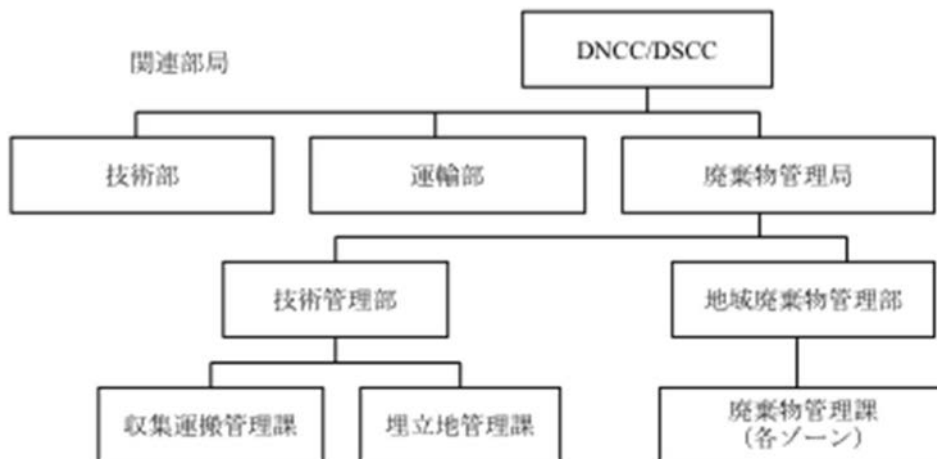 DNCC/DSCC
関連部局
技術部
運輸部
廃棄物管理局
技術管理部
地域廃棄物管理部
収集運搬管理課
埋立地管理課
廃棄物管理課
（各ゾーン）